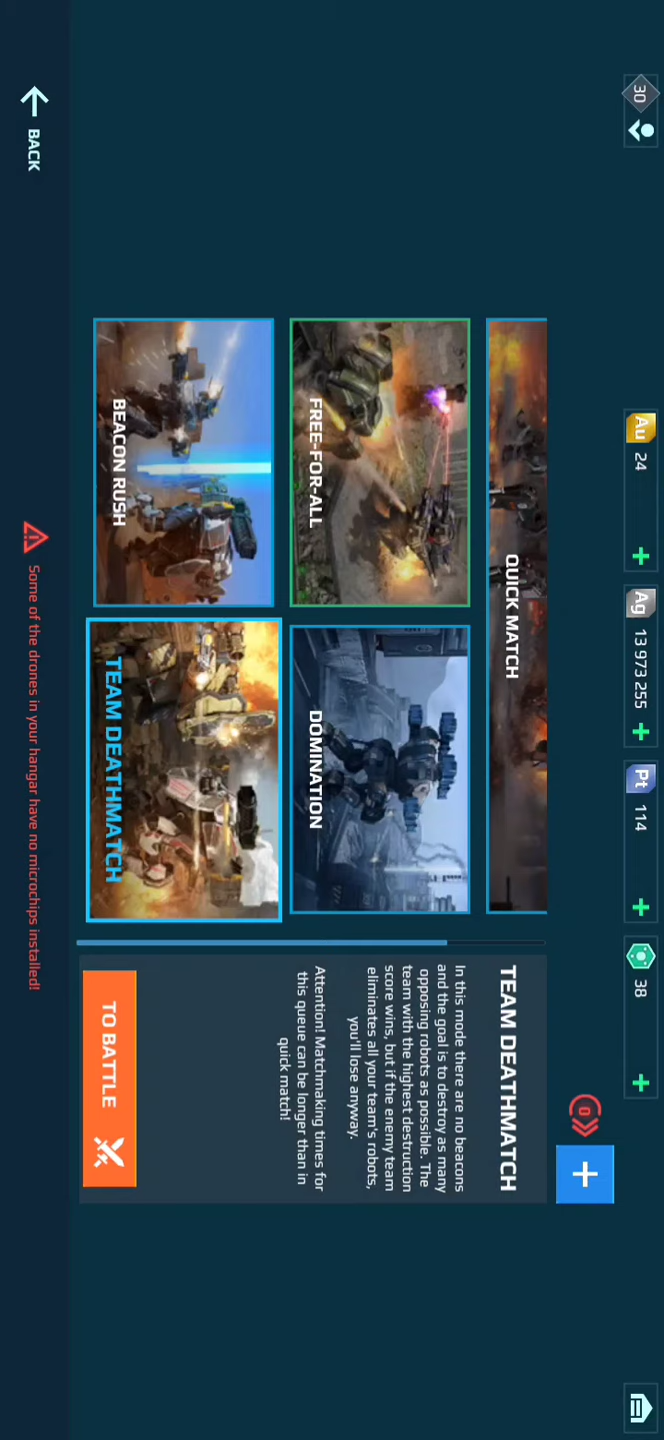 30
Au 24 +
Ag 13 973 255 +
Pt 114 +
38 +
0
+
QUICK MATCH
FREE-FOR-ALL
DOMINATION
BEACON RUSH
TEAM DEATHMATCH
TEAM DEATHMATCH
In this mode there are no beacons
and the goal is to destroy as many
opposing robots as possible. The
team with the highest destruction
score wins, but if the enemy team
eliminates all your team's robots,
you'll lose anyway.
Attention! Matchmaking times for
this queue can be longer than in
quick match!
TO BATTLE
BACK
Some of the drones in your hangar have no microchips installed!